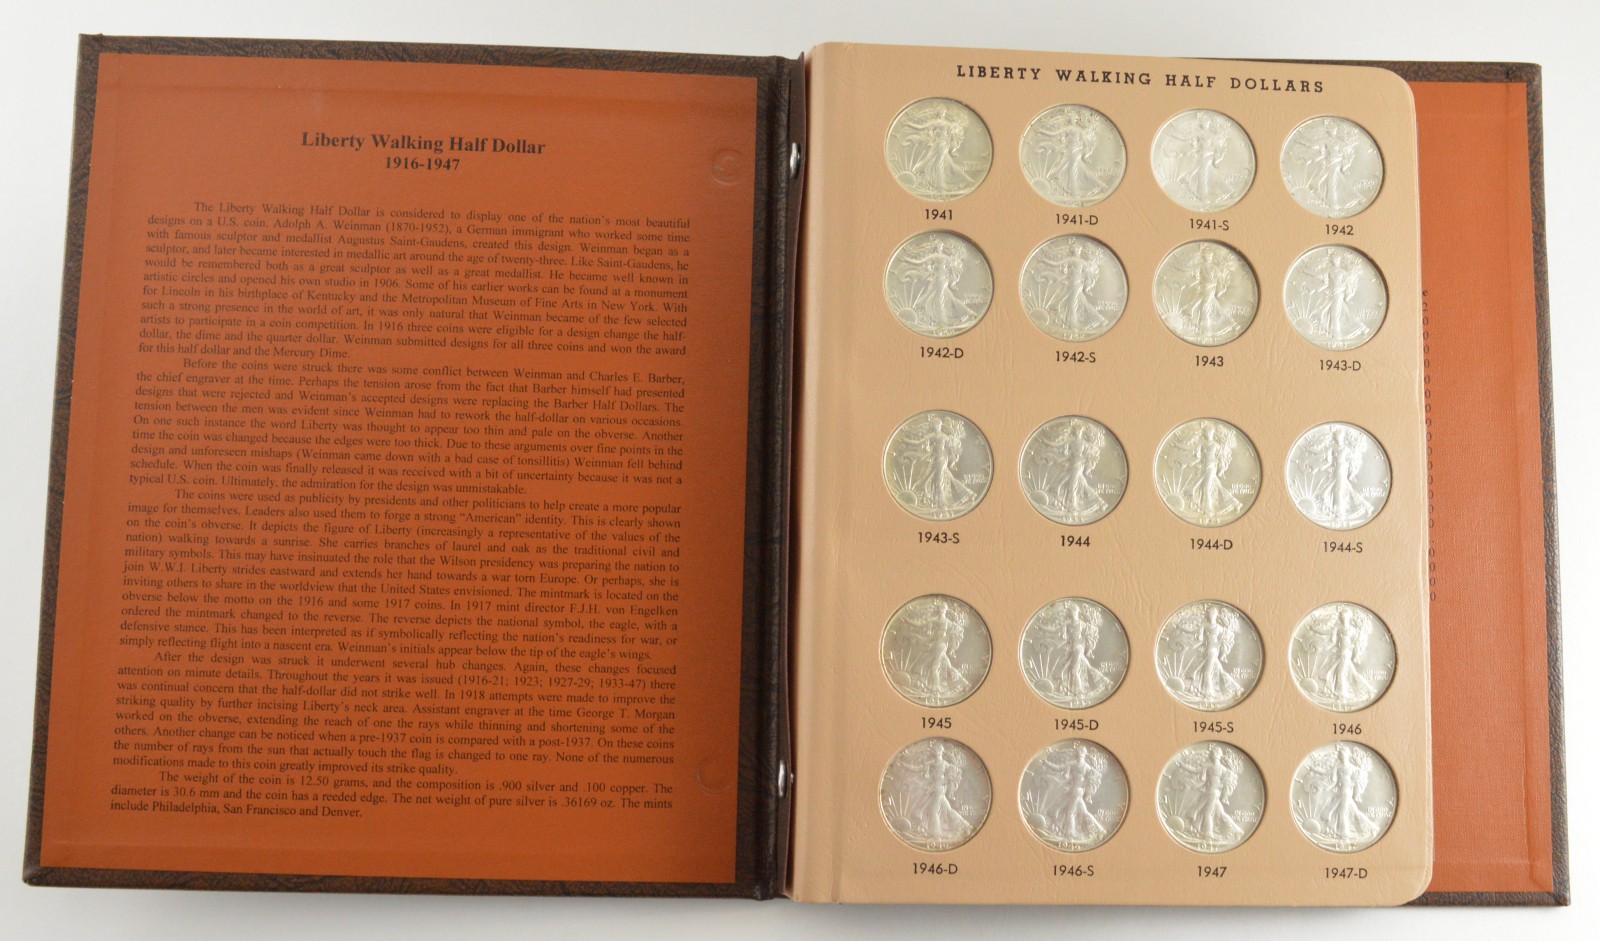 Liberty Walking Half Dollar
1916-1947
The Liberty Walking Half Dollar is considered to display one of the nation's most beautiful
designs on a U.S. coin. Adolph A. Weinman (1870-1952), a German immigrant who worked some time
with famous sculptor and medallist Augustus Saint-Gaudens, created this design. Weinman began as a
sculptor, and later became interested in medallic art around the age of twenty-three. Like Saint-Gaudens, he
would be remembered both as a great sculptor as well as a great medallist. He became well known in
artistic circles and opened his own studio in 1906. Some of his earlier works can be found at a monument
for Lincoln in his birthplace of Kentucky and the Metropolitan Museum of Fine Arts in New York. With
such a strong presence in the world of art, it was only natural that Weinman became of the few selected
artists to participate in a coin competition. In 1916 three coins were eligible for a design change the half-
dollar, the dime and the quarter dollar. Weinman submitted designs for all three coins and won the award
for this half dollar and the Mercury Dime.
Before the coins were struck there was some conflict between Weinman and Charles E. Barber,
the chief engraver at the time. Perhaps the tension arose from the fact that Barber himself had presented
designs that were rejected and Weinman's accepted designs were replacing the Barber Half Dollars. The
tension between the men was evident since Weinman had to rework the half-dollar on various occasions.
On one such instance the word Liberty was thought to appear too thin and pale on the obverse. Another
time the coin was changed because the edges were too thick. Due to these arguments over fine points in the
design and unforeseen mishaps (Weinman came down with a bad case of tonsillitis) Weinman fell behind
schedule. When the coin was finally released it was received with a bit of uncertainty because it was not a
typical U.S. coin. Ultimately, the admiration for the design was unmistakable.
The coins were used as publicity by presidents and other politicians to help create a more popular
image for themselves. Leaders also used them to forge a strong “American” identity. This is clearly shown
on the coin's obverse. It depicts the figure of Liberty (increasingly a representative of the values of the
nation) walking towards a sunrise. She carries branches of laurel and oak as the traditional civil and
military symbols. This may have insinuated the role that the Wilson presidency was preparing the nation to
join W.W.I. Liberty strides eastward and extends her hand towards a war torn Europe. Or perhaps, she is
inviting others to share in the worldview that the United States envisioned. The mintmark is located on the
obverse below the motto on the 1916 and some 1917 coins. In 1917 mint director F.J.H. von Engelken
ordered the mintmark changed to the reverse. The reverse depicts the national symbol, the eagle, with a
defensive stance. This has been interpreted as if symbolically reflecting the nation's readiness for war, or
simply reflecting flight into a nascent era. Weinman's initials appear below the tip of the eagle's wings.
After the design was struck it underwent several hub changes. Again, these changes focused
attention on minute details. Throughout the years it was issued (1916-21; 1923; 1927-29; 1933-47) there
was continual concern that the half-dollar did not strike well. In 1918 attempts were made to improve the
striking quality by further incising Liberty's neck area. Assistant engraver at the time George T. Morgan
worked on the obverse, extending the reach of one the rays while thinning and shortening some of the
others. Another change can be noticed when a pre-1937 coin is compared with a post-1937. On these coins
the number of rays from the sun that actually touch the flag is changed to one ray. None of the numerous
modifications made to this coin greatly improved its strike quality.
The weight of the coin is 12.50 grams, and the composition is .900 silver and .100 copper. The
diameter is 30.6 mm and the coin has a reeded edge. The net weight of pure silver is .36169 oz. The mints
include Philadelphia, San Francisco and Denver.
LIBERTY WALKING HALF DOLLARS
1941 1941-D 1941-S 1942
1942-D 1942-S 1943 1943-D
1943-S 1944 1944-D 1944-S
1945 1945-D 1945-S 1946
1946-D 1946-S 1947 1947-D